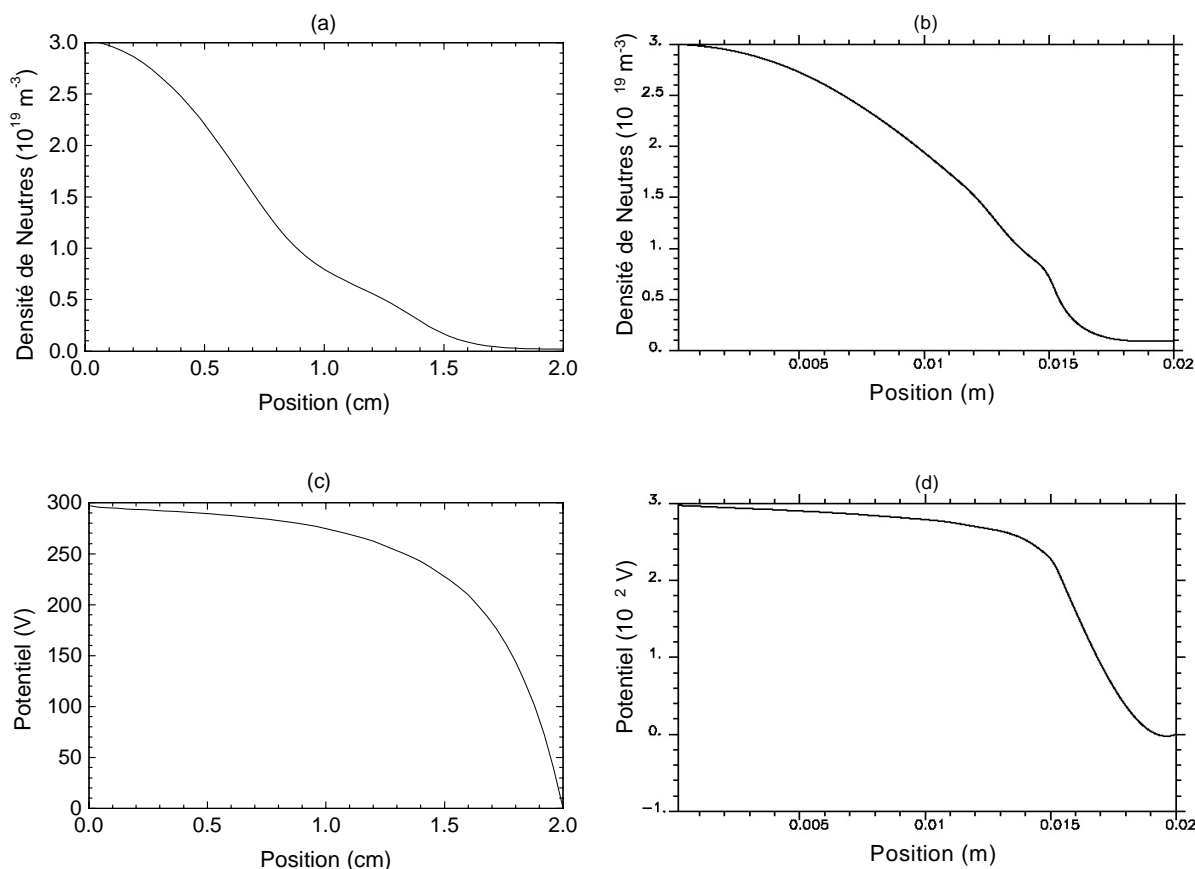 (a)
3.0
2.5
2.0
1.5
1.0
0.5
0.0
Densité de Neutres (10^19 m^-3)
0.0 0.5 1.0 1.5 2.0
Position (cm)
(b)
3.
2.5
2.
1.5
1.
0.5
0.
Densité de Neutres (10 ^19 m^-3)
0.005 0.01 0.015 0.02
Position (m)
(c)
300
250
200
150
100
50
0
Potentiel (V)
0.0 0.5 1.0 1.5 2.0
Position (cm)
(d)
3.
2.
1.
0.
-1.
Potentiel (10 ^2 V)
0.005 0.01 0.015 0.02
Position (m)